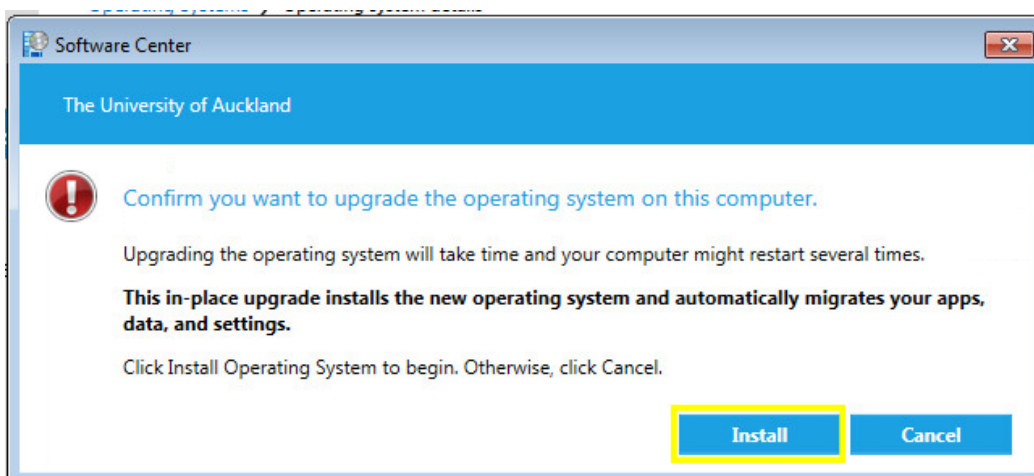 Software Center
The University of Auckland
Confirm you want to upgrade the operating system on this computer.
Upgrading the operating system will take time and your computer might restart several times.
This in-place upgrade installs the new operating system and automatically migrates your apps,
data, and settings.
Click Install Operating System to begin. Otherwise, click Cancel.
Install
Cancel